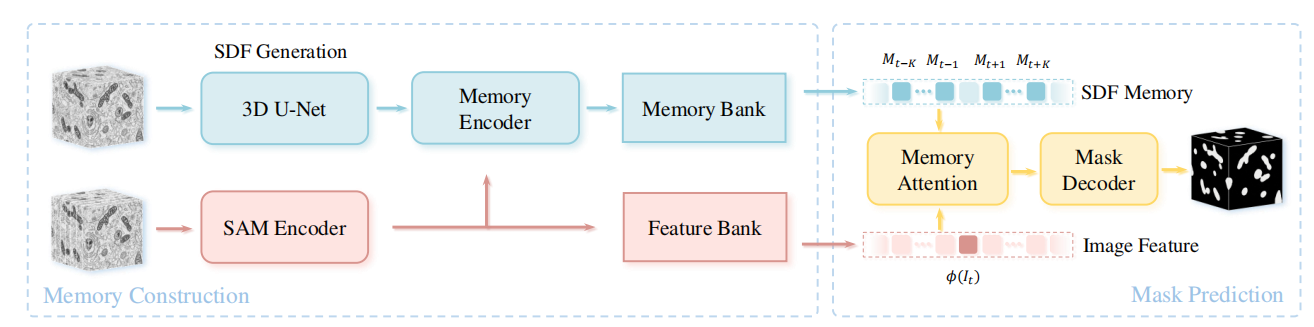 SDF Generation
3D U-Net
Memory
Encoder
Memory Bank
SAM Encoder
Feature Bank
Memory Construction
M_{t-K} M_{t-1} M_{t+1} M_{t+K}
SDF Memory
Memory
Attention
Mask
Decoder
Image Feature
ϕ(I_t)
Mask Prediction